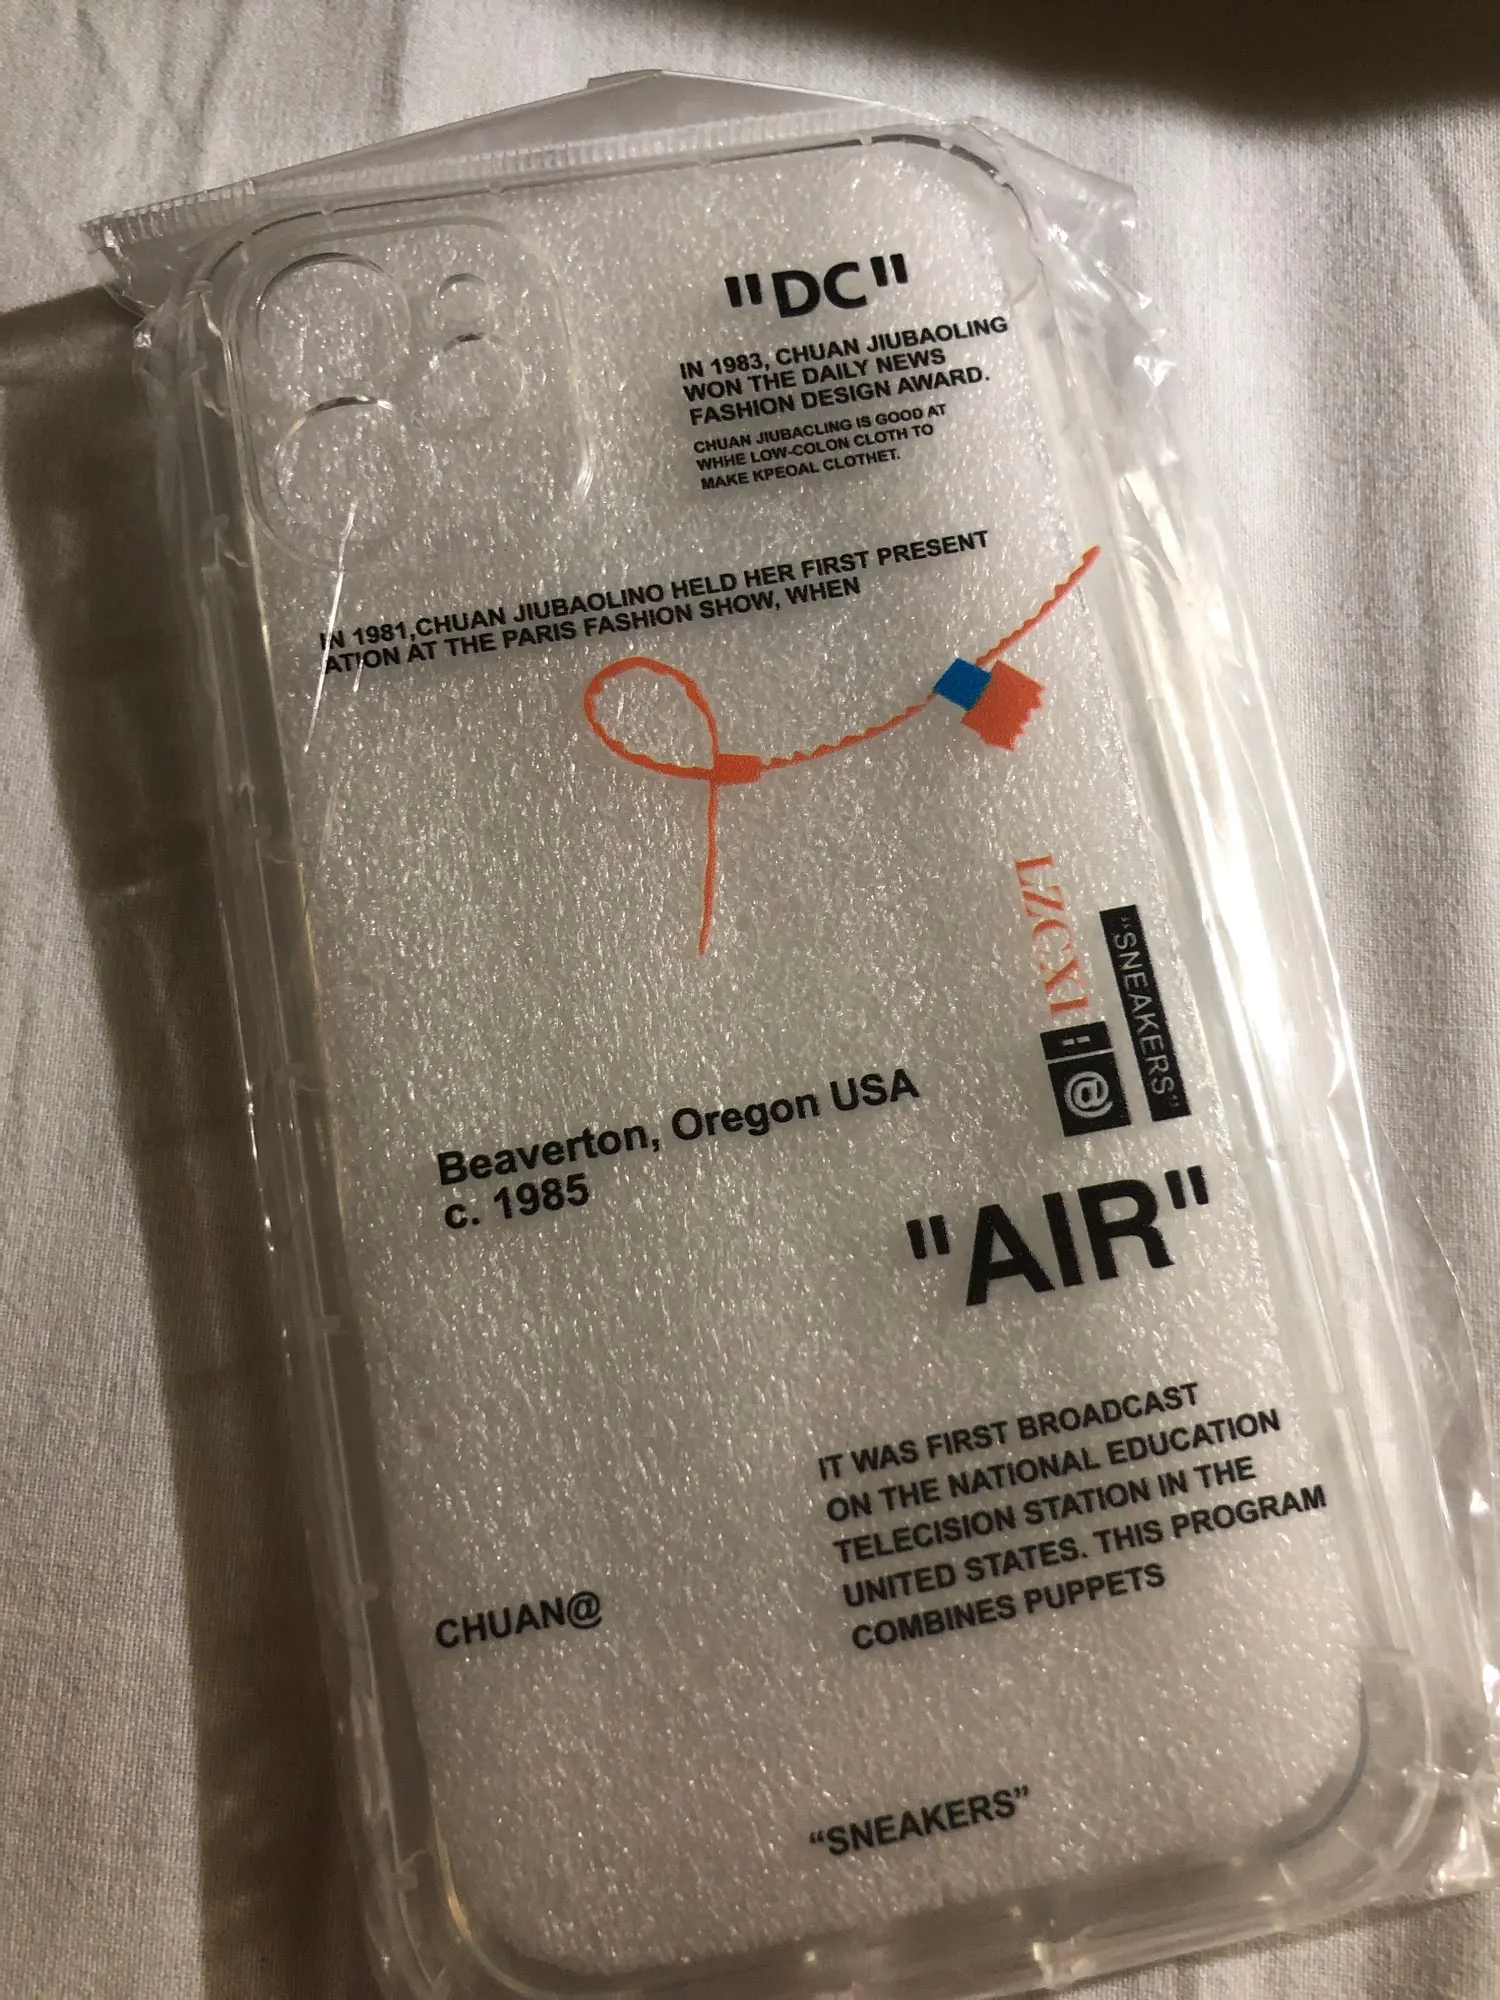 "DC"
IN 1983, CHUAN JIUBAOLING
WON THE DAILY NEWS
FASHION DESIGN AWARD.
CHUAN JIUBACLING IS GOOD AT
WHHE LOW-COLON CLOTH TO
MAKE KPEOAL CLOTHET.
IN 1981,CHUAN JIUBAOLINO HELD HER FIRST PRESENT
ATION AT THE PARIS FASHION SHOW, WHEN
LZCXI
:@
"SNEAKERS"
Beaverton, Oregon USA
c. 1985
"AIR"
IT WAS FIRST BROADCAST
ON THE NATIONAL EDUCATION
TELECISION STATION IN THE
UNITED STATES. THIS PROGRAM
COMBINES PUPPETS
CHUAN@
“SNEAKERS”